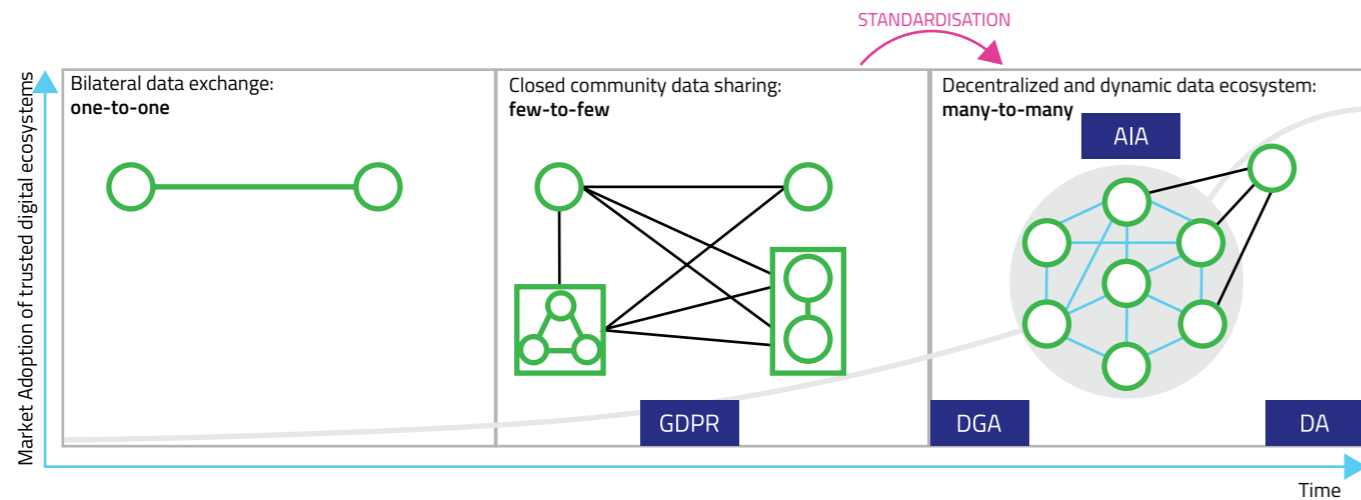 STANDARDISATION
Market Adoption of trusted digital ecosystems
Bilateral data exchange:
one-to-one
Closed community data sharing:
few-to-few
Decentralized and dynamic data ecosystem:
many-to-many
AIA
GDPR
DGA
DA
Time